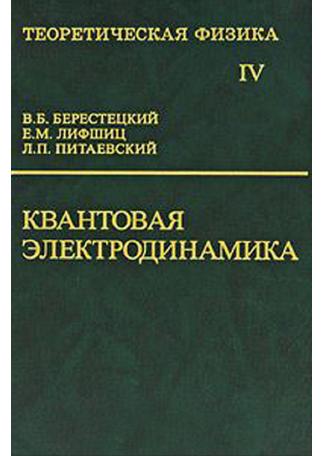 ТЕОРЕТИЧЕСКАЯ ФИЗИКА
IV
В.Б. БЕРЕСТЕЦКИЙ
Е.М. ЛИФШИЦ
Л.П. ПИТАЕВСКИЙ
КВАНТОВАЯ
ЭЛЕКТРОДИНАМИКА